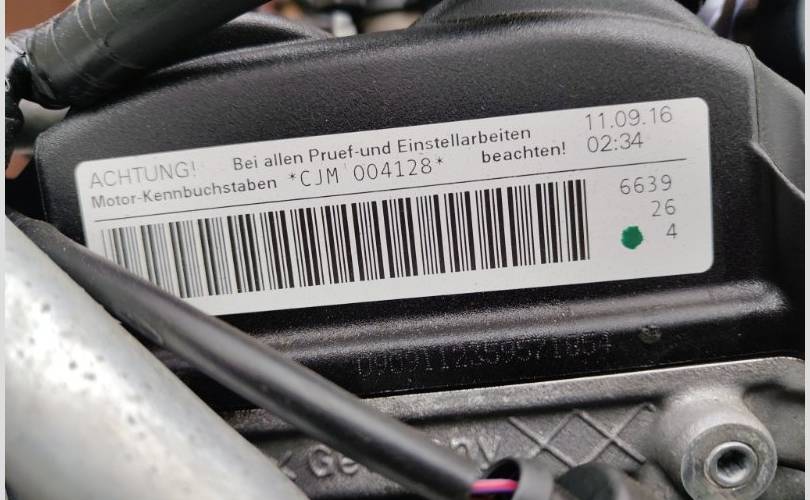 ACHTUNG! Bei allen Pruef-und Einstellarbeiten 11.09.16
Motor-Kennbuchstaben *CJM 004128* beachten! 02:34
6639
26
4